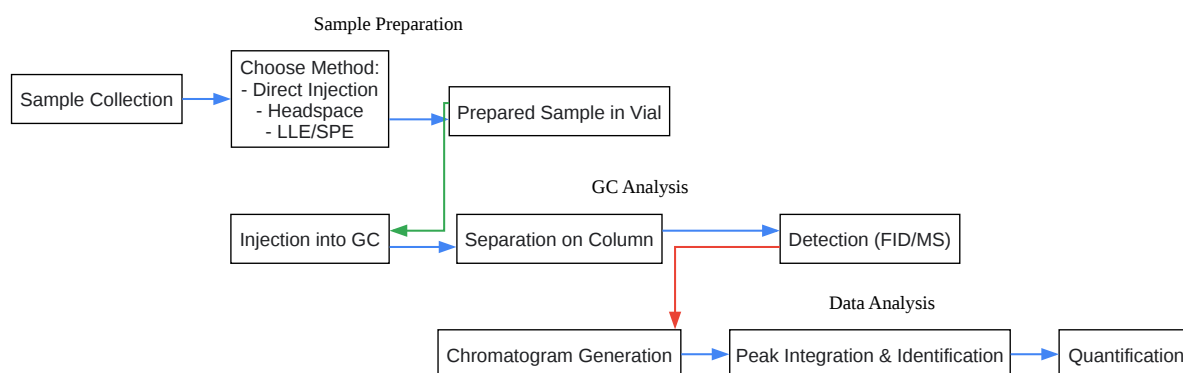 Sample Preparation
Sample Collection
Choose Method:
- Direct Injection
- Headspace
- LLE/SPE
Prepared Sample in Vial
GC Analysis
Injection into GC
Separation on Column
Detection (FID/MS)
Data Analysis
Chromatogram Generation
Peak Integration & Identification
Quantification